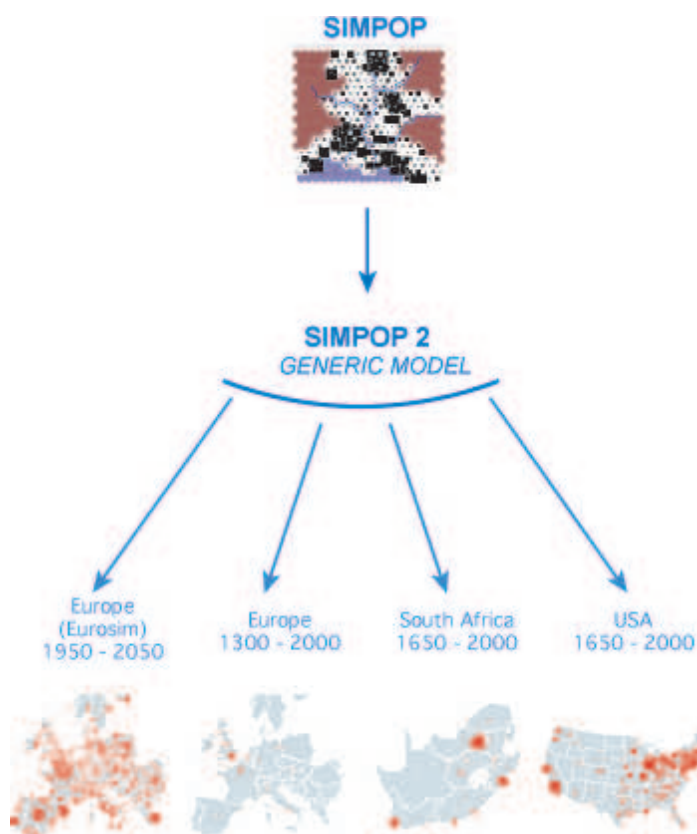 SIMPOP
SIMPOP 2
GENERIC MODEL
Europe
(Eurosim)
1950 - 2050
Europe
1300 - 2000
South Africa
1650 - 2000
USA
1650 - 2000